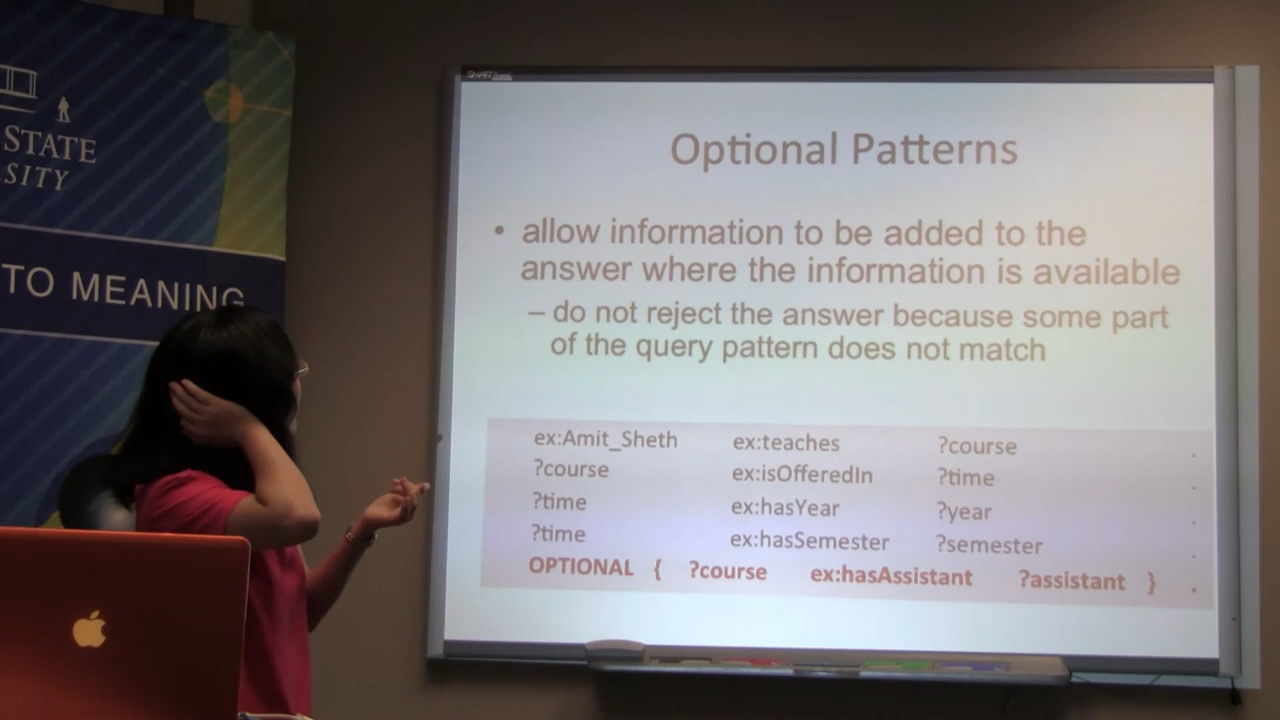 STATE
SITY
TO MEANING
SMART
Optional Patterns
• allow information to be added to the
answer where the information is available
– do not reject the answer because some part
of the query pattern does not match
ex:Amit_Sheth ex:teaches ?course .
?course ex:isOfferedIn ?time .
?time ex:hasYear ?year .
?time ex:hasSemester ?semester .
OPTIONAL { ?course ex:hasAssistant ?assistant } .